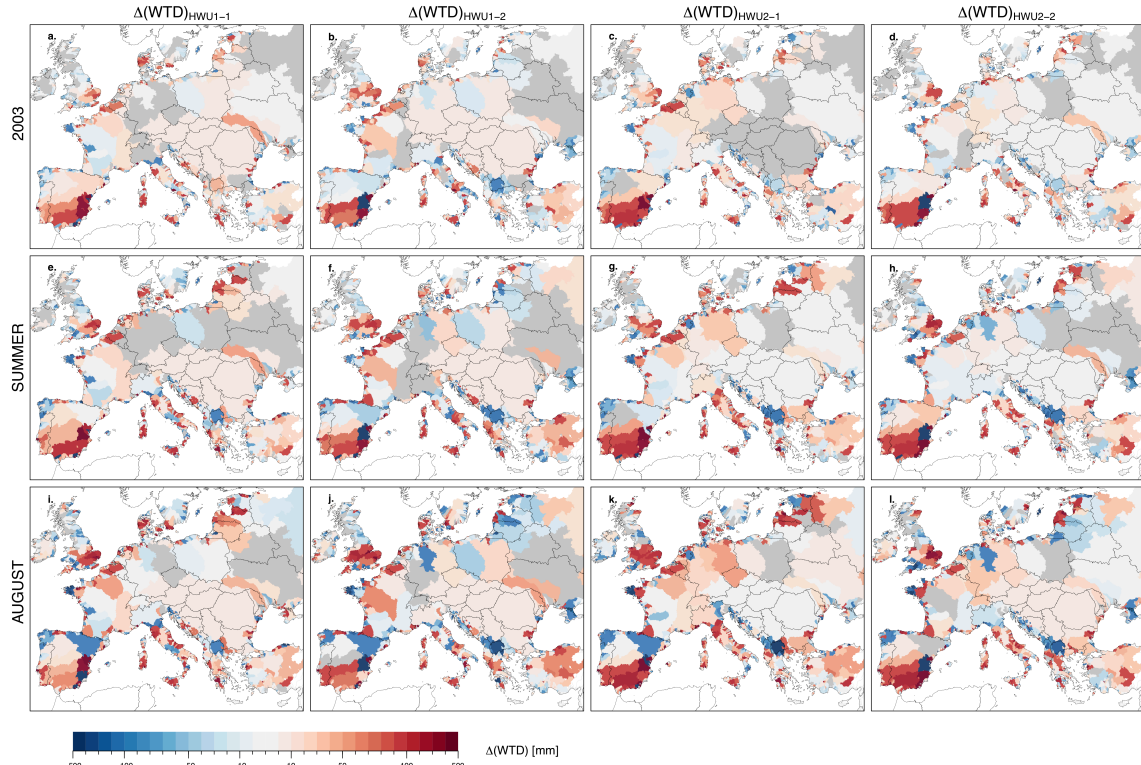 Δ(WTD)HWU1-1 Δ(WTD)HWU1-2 Δ(WTD)HWU2-1 Δ(WTD)HWU2-2
2003
a. b. c. d.
SUMMER
e. f. g. h.
AUGUST
i. j. k. l.
Δ(WTD) [mm]